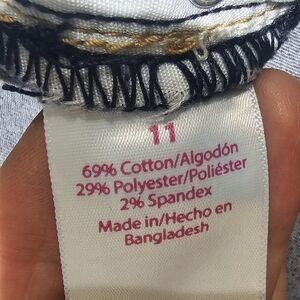 11
69% Cotton/Algodón
29% Polyester/Poliéster
2% Spandex
Made in/Hecho en
Bangladesh